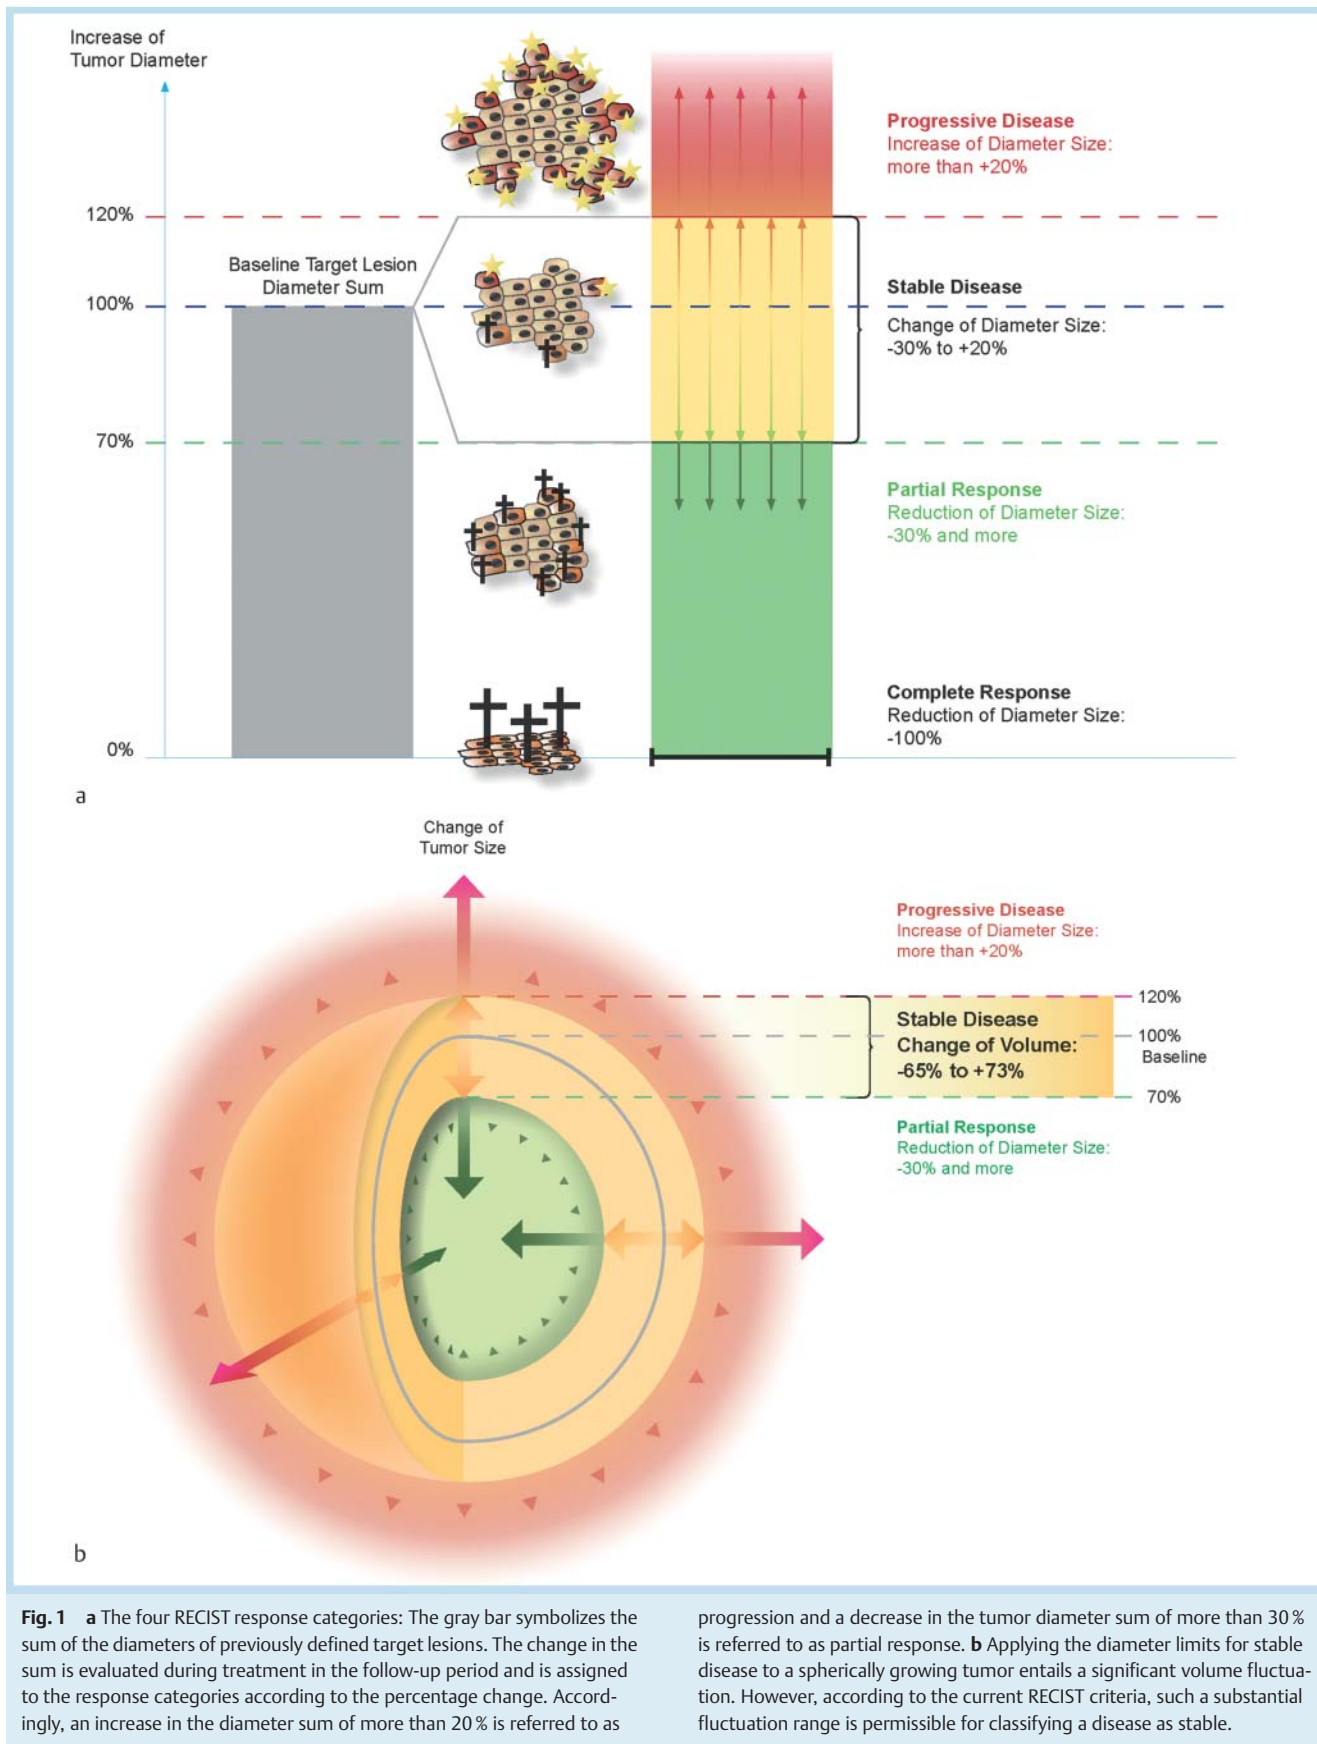 Increase of
Tumor Diameter
Progressive Disease
Increase of Diameter Size:
more than +20%
120%
Baseline Target Lesion
Diameter Sum
100%
Stable Disease
Change of Diameter Size:
-30% to +20%
70%
Partial Response
Reduction of Diameter Size:
-30% and more
Complete Response
Reduction of Diameter Size:
-100%
0%
a
Change of
Tumor Size
Progressive Disease
Increase of Diameter Size:
more than +20%
120%
Stable Disease
Change of Volume:
-65% to +73%
100%
Baseline
70%
Partial Response
Reduction of Diameter Size:
-30% and more
b
Fig. 1 a The four RECIST response categories: The gray bar symbolizes the
sum of the diameters of previously defined target lesions. The change in the
sum is evaluated during treatment in the follow-up period and is assigned
to the response categories according to the percentage change. Accord-
ingly, an increase in the diameter sum of more than 20 % is referred to as
progression and a decrease in the tumor diameter sum of more than 30 %
is referred to as partial response. b Applying the diameter limits for stable
disease to a spherically growing tumor entails a significant volume fluctua-
tion. However, according to the current RECIST criteria, such a substantial
fluctuation range is permissible for classifying a disease as stable.